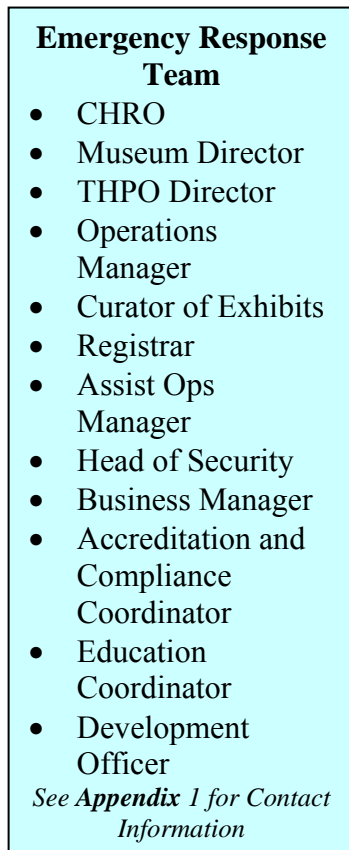 Emergency Response
Team
• CHRO
• Museum Director
• THPO Director
• Operations
Manager
• Curator of Exhibits
• Registrar
• Assist Ops
Manager
• Head of Security
• Business Manager
• Accreditation and
Compliance
Coordinator
• Education
Coordinator
• Development
Officer
See Appendix 1 for Contact
Information